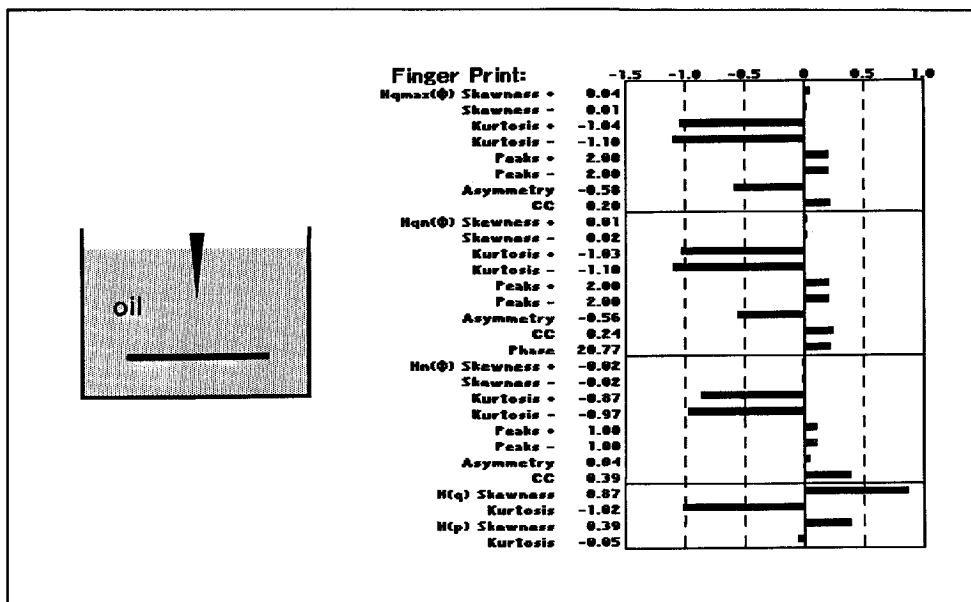 Finger Print: -1.5 -1.0 -0.5 0 0.5 1.0
Hqmax(Φ) Skewness + 0.04
Skewness - 0.01
Kurtosis + -1.04
Kurtosis - -1.10
Peaks + 2.00
Peaks - 2.00
Asymmetry -0.58
CC 0.20
Hqn(Φ) Skewness + 0.01
Skewness - 0.02
Kurtosis + -1.03
Kurtosis - -1.10
Peaks + 2.00
Peaks - 2.00
Asymmetry -0.56
CC 0.24
Phase 20.77
Hn(Φ) Skewness + -0.02
Skewness - -0.02
Kurtosis + -0.87
Kurtosis - -0.97
Peaks + 1.00
Peaks - 1.00
Asymmetry 0.04
CC 0.39
H(q) Skewness 0.87
Kurtosis -1.02
H(p) Skewness 0.39
Kurtosis -0.05
oil